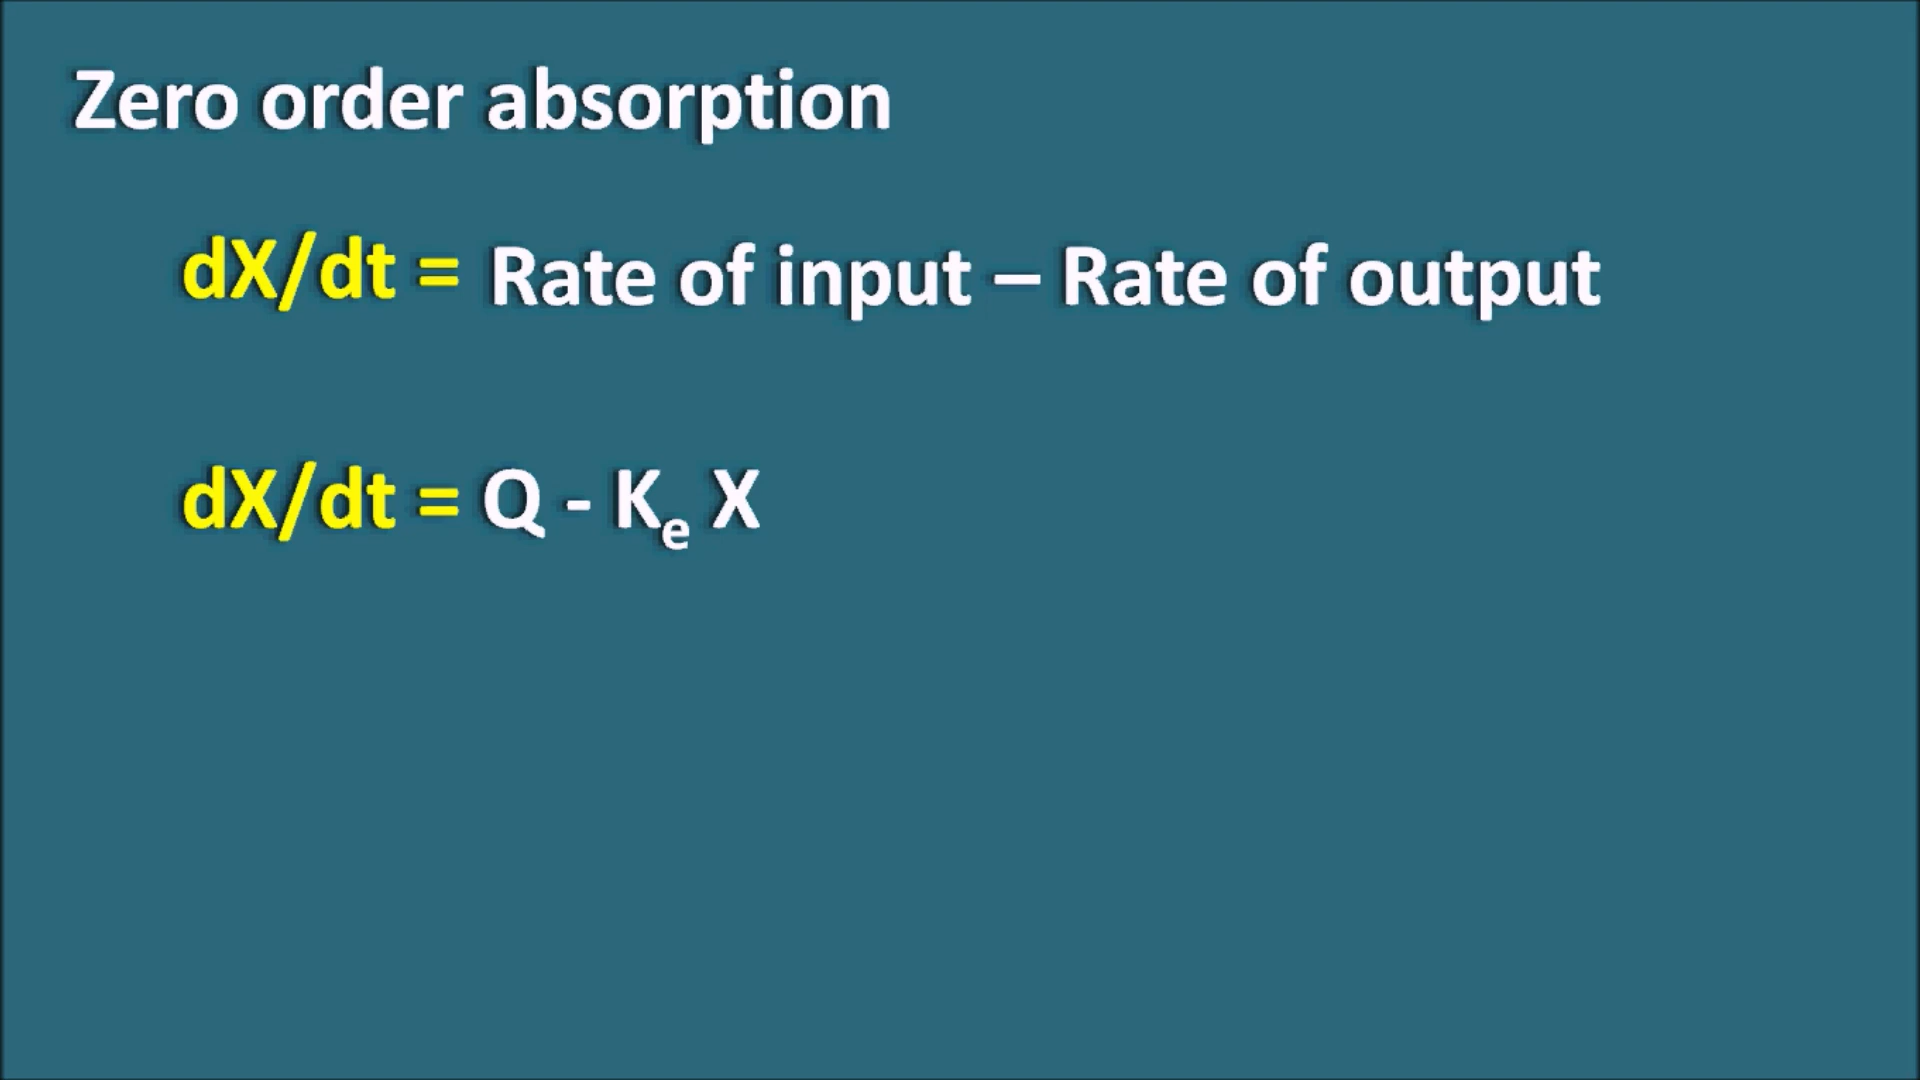 Zero order absorption
dX/dt = Rate of input – Rate of output
dX/dt = Q - Ke X